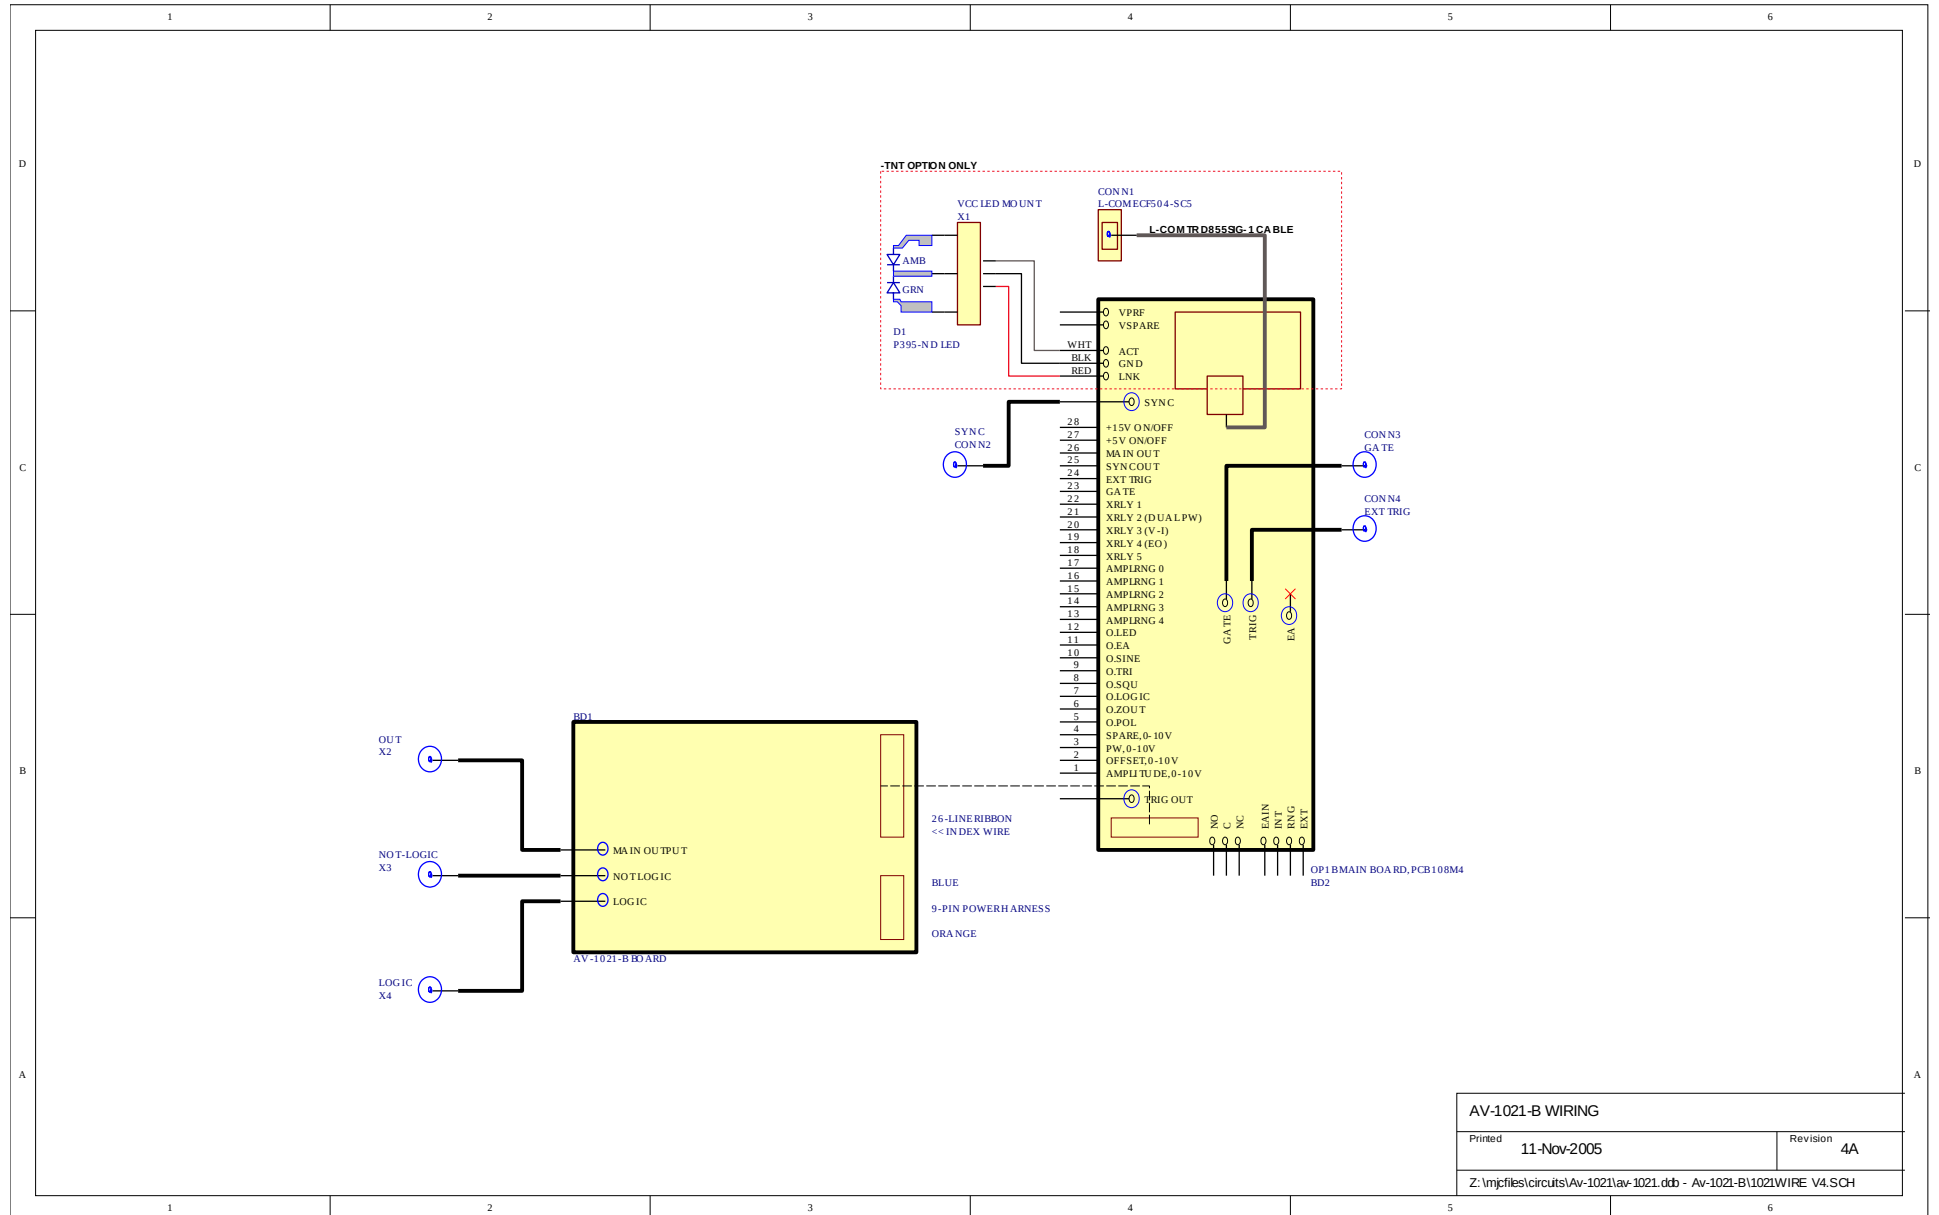 1 2 3 4 5 6
D D
-TNT OPTION ONLY
CONN1
L-COM ECF504-SC5
VCC LED MOUNT
X1
L-COM TRD855SIG-1 CABLE
AMB
GRN
D1
P395-ND LED
VPRF
VSPARE
WHT ACT
BLK GND
RED LNK
SYNC
SYNC
CONN2
CONN3
GATE
CONN4
EXT TRIG
C C
28 +15V ON/OFF
27 +5V ON/OFF
26 MAIN OUT
25 SYNC OUT
24 EXT TRIG
23 GATE
22 XRLY 1
21 XRLY 2 (DUAL PW)
20 XRLY 3 (V-I)
19 XRLY 4 (EO)
18 XRLY 5
17 AMPLRNG 0
16 AMPLRNG 1
15 AMPLRNG 2
14 AMPLRNG 3
13 AMPLRNG 4
12 O.LED
11 O.EA
10 O.SINE
9 O.TRI
8 O.SQU
7 O.LOGIC
6 O.ZOUT
5 O.POL
4 SPARE, 0-10V
3 PW, 0-10V
2 OFFSET, 0-10V
1 AMPLITUDE, 0-10V
GATE
TRIG
EA
TRIG OUT
NO
C
NC
EA IN
INT
RNG
EXT
OP1B MAIN BOARD, PCB108M4
BD2
BD1
OUT
X2
B B
26-LINE RIBBON
<< INDEX WIRE
MAIN OUTPUT
NOT-LOGIC
X3
NOT LOGIC
LOGIC
BLUE
9-PIN POWER HARNESS
ORANGE
AV-1021-B BOARD
LOGIC
X4
A A
AV-1021-B WIRING
Printed 11-Nov-2005
Revision 4A
Z:\mjcfiles\circuits\Av-1021\av-1021.ddb - Av-1021-B\1021WIRE V4.SCH
1 2 3 4 5 6